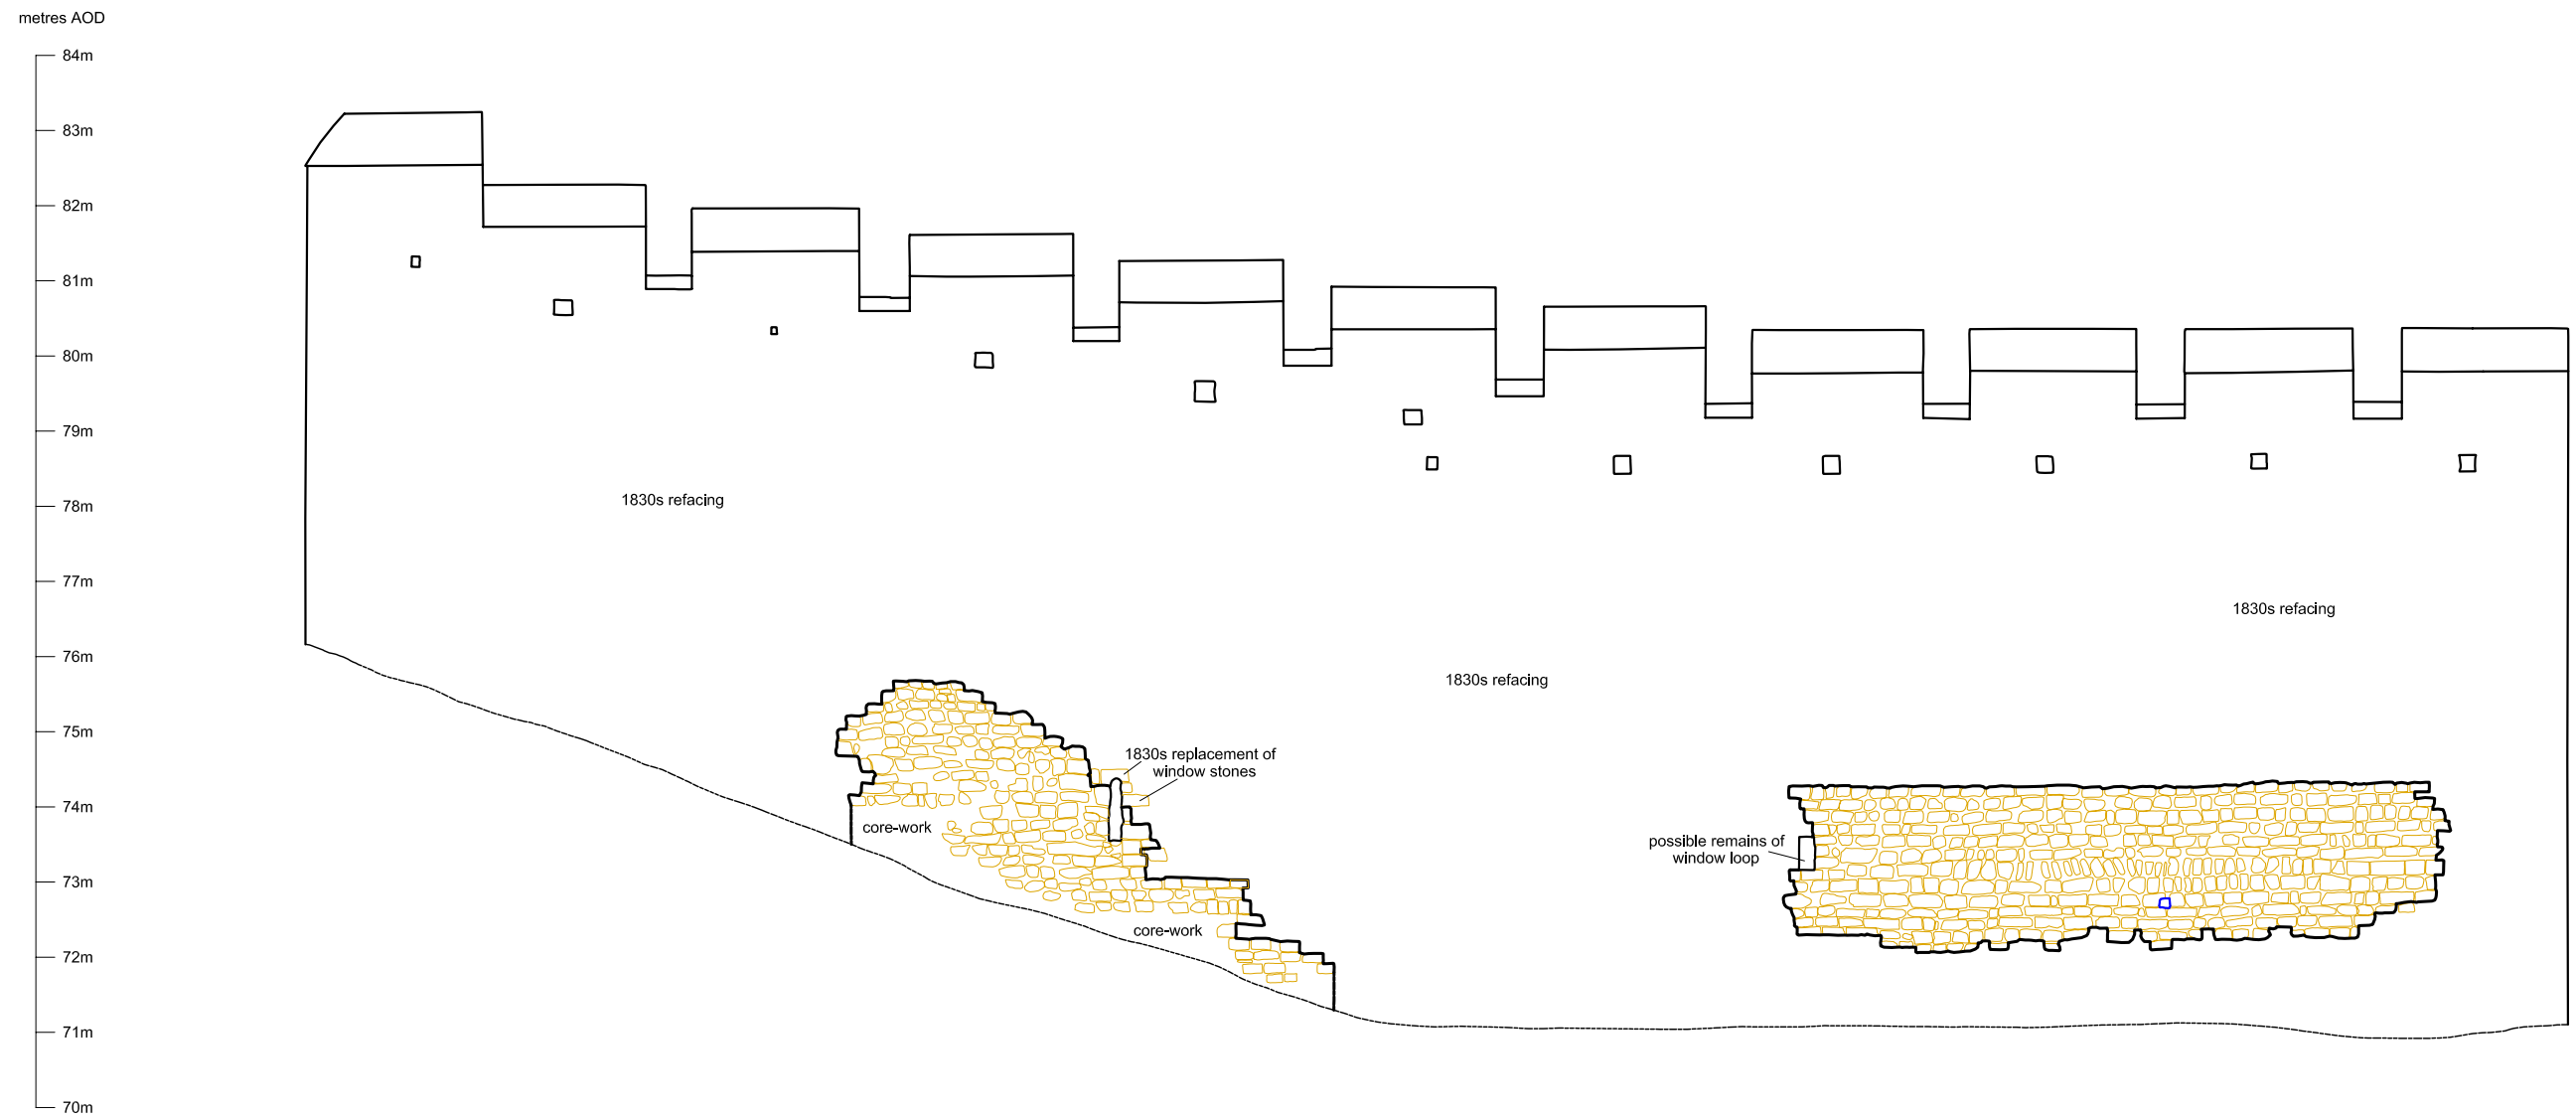 metres AOD
84m
83m
82m
81m
80m
79m
78m
77m
76m
75m
74m
73m
72m
71m
70m
1830s refacing
1830s refacing
1830s refacing
1830s replacement of
window stones
core-work
core-work
possible remains of
window loop